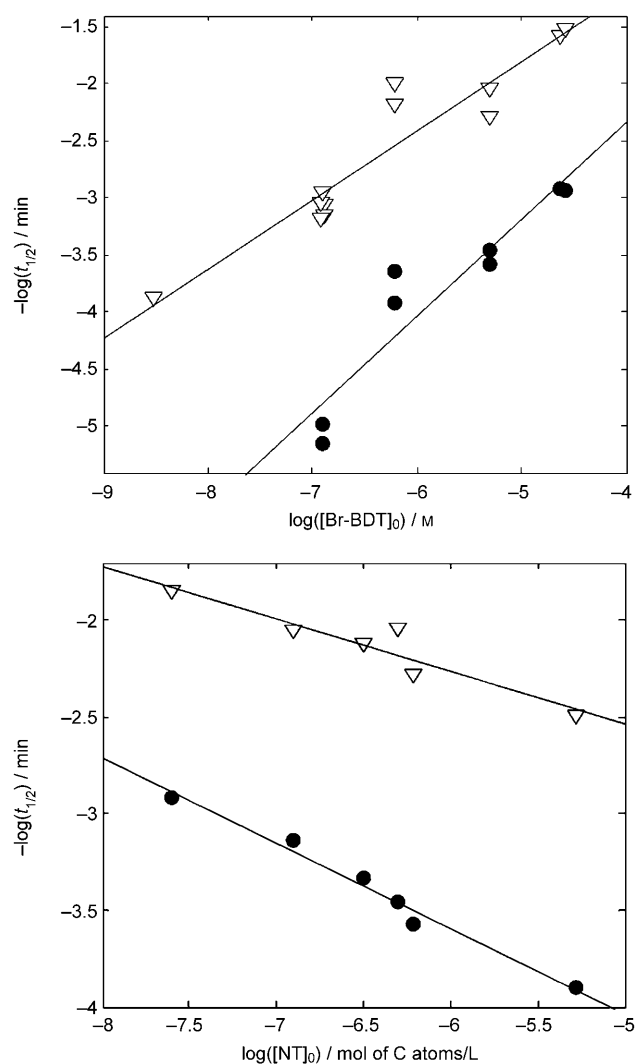 −1.5
−2
−2.5
−3
−3.5
−4
−4.5
−5
−log(t1/2) / min
−9 −8 −7 −6 −5 −4
log([Br-BDT]0) / M
−2
−2.5
−3
−3.5
−4
−log(t1/2) / min
−8 −7.5 −7 −6.5 −6 −5.5 −5
log([NT]0) / mol of C atoms/L